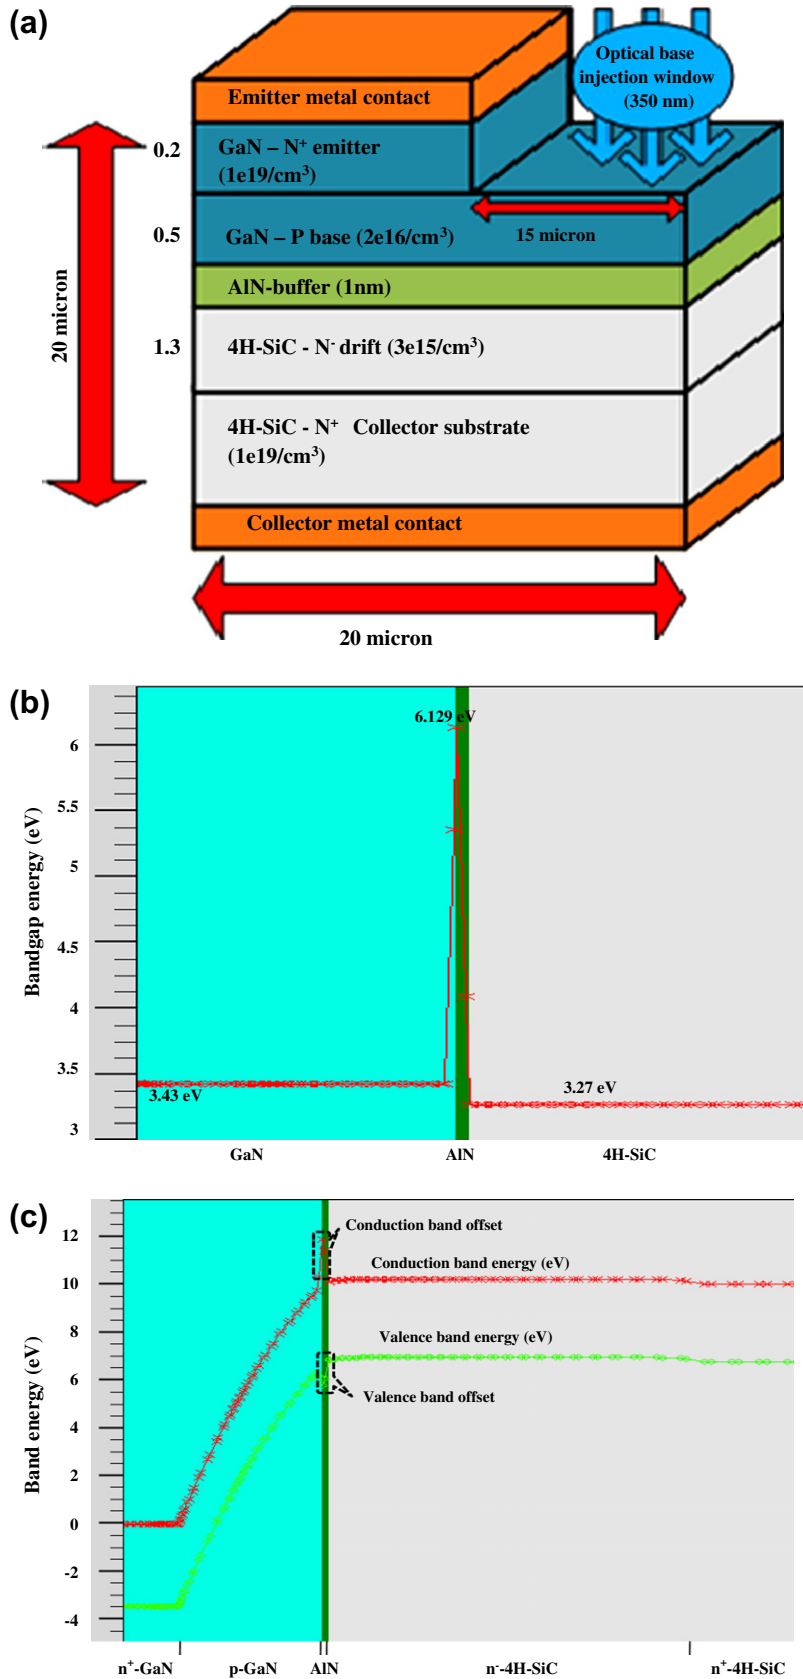 (a)
Optical base
injection window
(350 nm)
Emitter metal contact
0.2
GaN – N⁺ emitter
(1e19/cm³)
0.5
GaN – P base (2e16/cm³)
15 micron
AlN-buffer (1nm)
20 micron
1.3
4H-SiC - N⁻ drift (3e15/cm³)
4H-SiC - N⁺ Collector substrate
(1e19/cm³)
Collector metal contact
20 micron
(b)
6.129 eV
6
5.5
5
4.5
4
3.5
3
Bandgap energy (eV)
3.43 eV
3.27 eV
GaN
AlN
4H-SiC
(c)
Conduction band offset
12
Conduction band energy (eV)
10
Valence band energy (eV)
8
6
Valence band offset
4
2
0
-2
-4
Band energy (eV)
n⁺-GaN
p-GaN
AlN
n⁻-4H-SiC
n⁺-4H-SiC